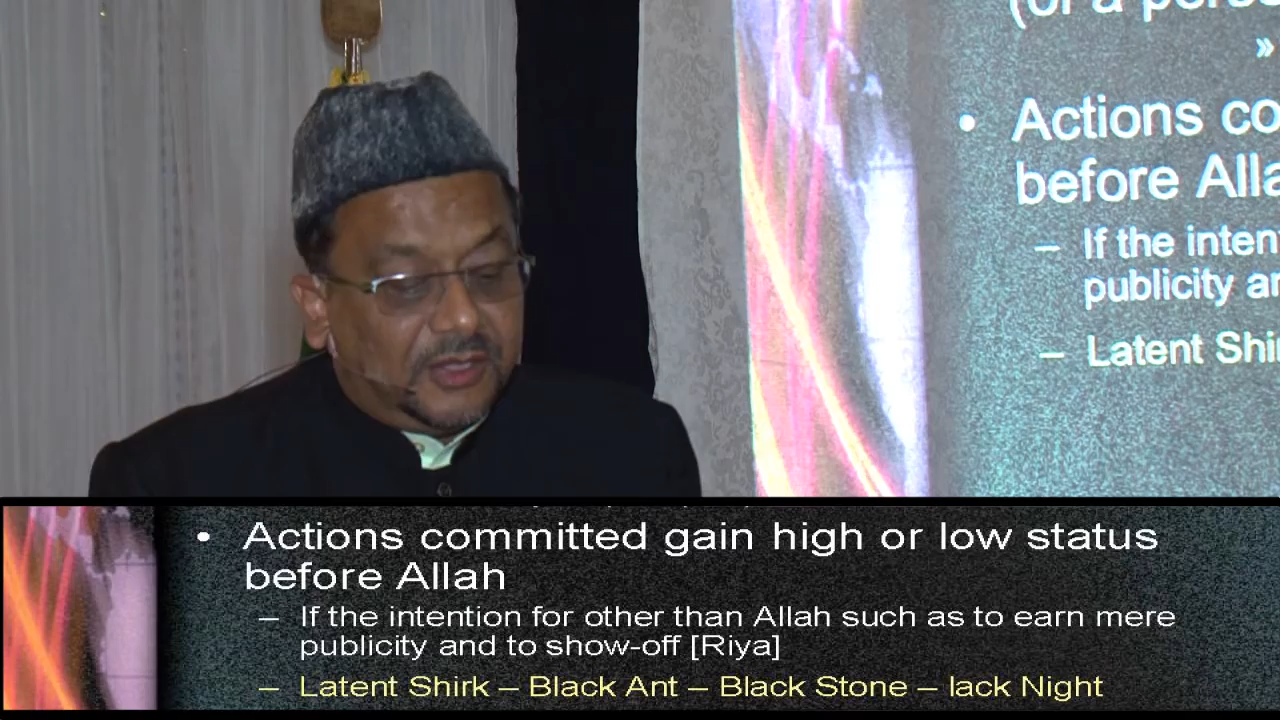 (of a
»
• Actions co
before Alla
– If the inten
publicity an
– Latent Shi
• Actions committed gain high or low status
before Allah
– If the intention for other than Allah such as to earn mere
publicity and to show-off [Riya]
– Latent Shirk – Black Ant – Black Stone – lack Night